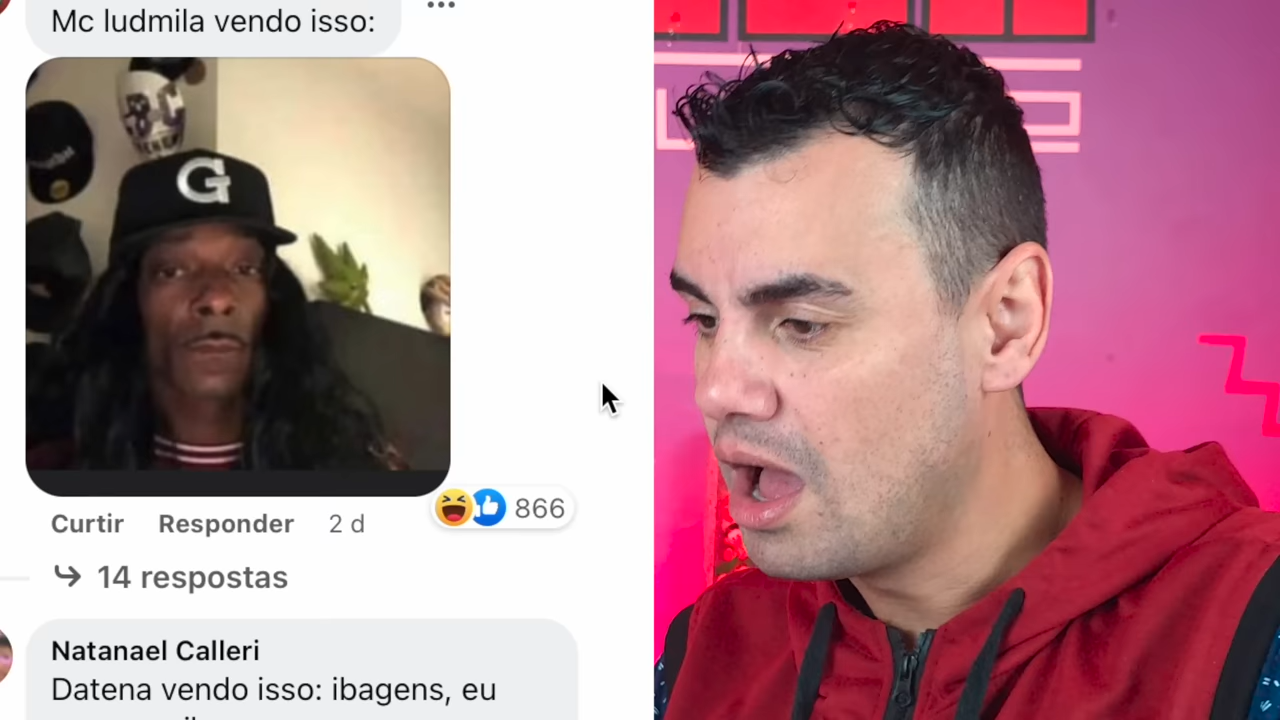 Mc ludmila vendo isso:
G
Curtir Responder 2 d
866
14 respostas
Natanael Calleri
Datena vendo isso: ibagens, eu